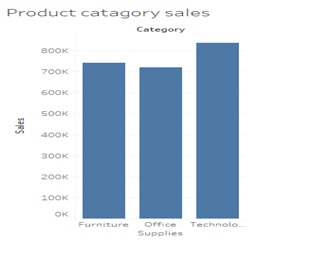 Product catagory sales
Category
800K
700K
600K
500K
400K
300K
200K
100K
0K
Sales
Furniture
Office
Supplies
Technolo..